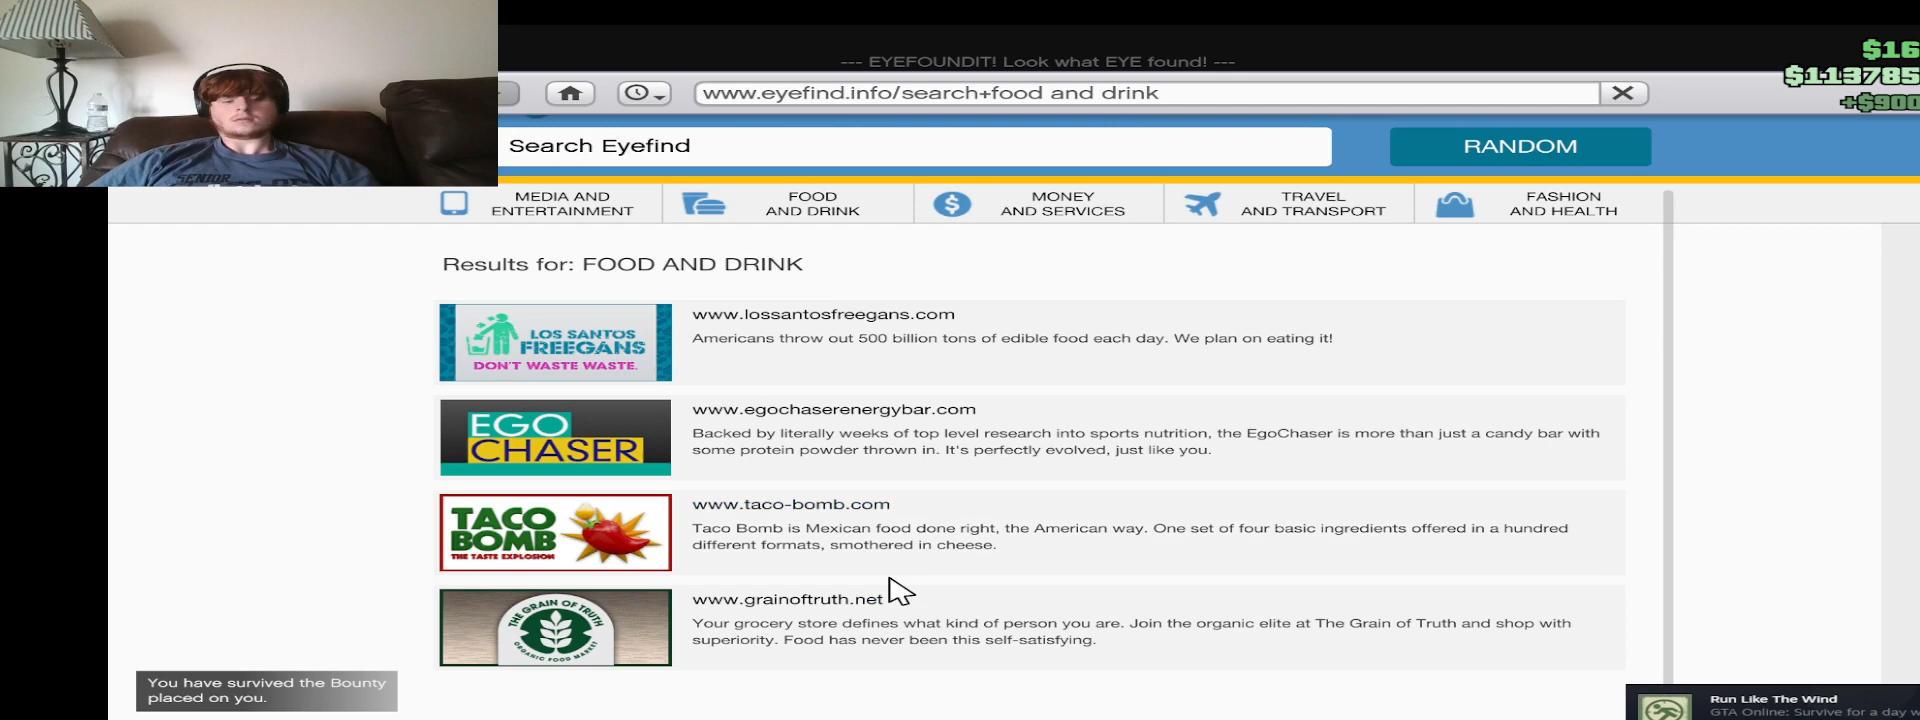 --- EYEFOUNDIT! Look what EYE found! ---
$16
$113785
+$900
www.eyefind.info/search+food and drink
Search Eyefind
RANDOM
MEDIA AND
ENTERTAINMENT
FOOD
AND DRINK
MONEY
AND SERVICES
TRAVEL
AND TRANSPORT
FASHION
AND HEALTH
SENIOR
Results for: FOOD AND DRINK
LOS SANTOS
FREEGANS
DON'T WASTE WASTE.
www.lossantosfreegans.com
Americans throw out 500 billion tons of edible food each day. We plan on eating it!
EGO
CHASER
www.egochaserenergybar.com
Backed by literally weeks of top level research into sports nutrition, the EgoChaser is more than just a candy bar with
some protein powder thrown in. It's perfectly evolved, just like you.
TACO
BOMB
THE TASTE EXPLOSION
www.taco-bomb.com
Taco Bomb is Mexican food done right, the American way. One set of four basic ingredients offered in a hundred
different formats, smothered in cheese.
THE GRAIN OF TRUTH
ORGANIC FOOD MARKET
www.grainoftruth.net
Your grocery store defines what kind of person you are. Join the organic elite at The Grain of Truth and shop with
superiority. Food has never been this self-satisfying.
You have survived the Bounty
placed on you.
Run Like The Wind
GTA Online: Survive for a day w